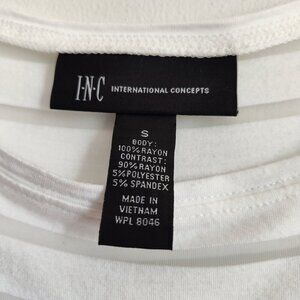 I·N·C INTERNATIONAL CONCEPTS
S
BODY:
100%RAYON
CONTRAST:
90%RAYON
5%POLYESTER
5% SPANDEX
MADE IN
VIETNAM
WPL 8046